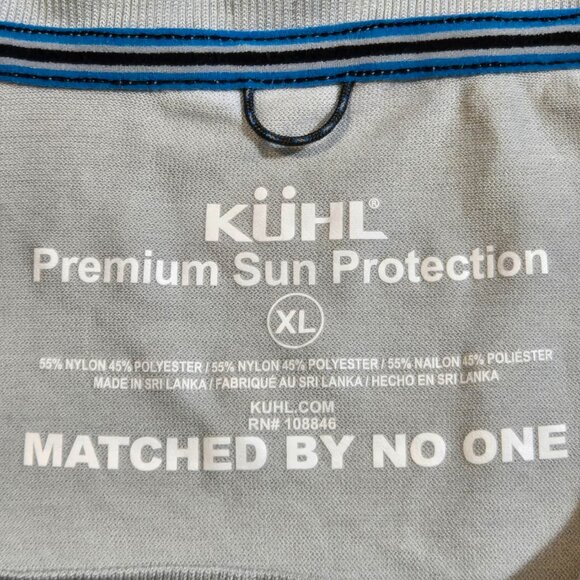 KÜHL®
Premium Sun Protection
XL
55% NYLON 45% POLYESTER / 55% NYLON 45% POLYESTER / 55% NAILON 45% POLIÉSTER
MADE IN SRI LANKA / FABRIQUÉ AU SRI LANKA / HECHO EN SRI LANKA
KUHL.COM
RN# 108846
MATCHED BY NO ONE